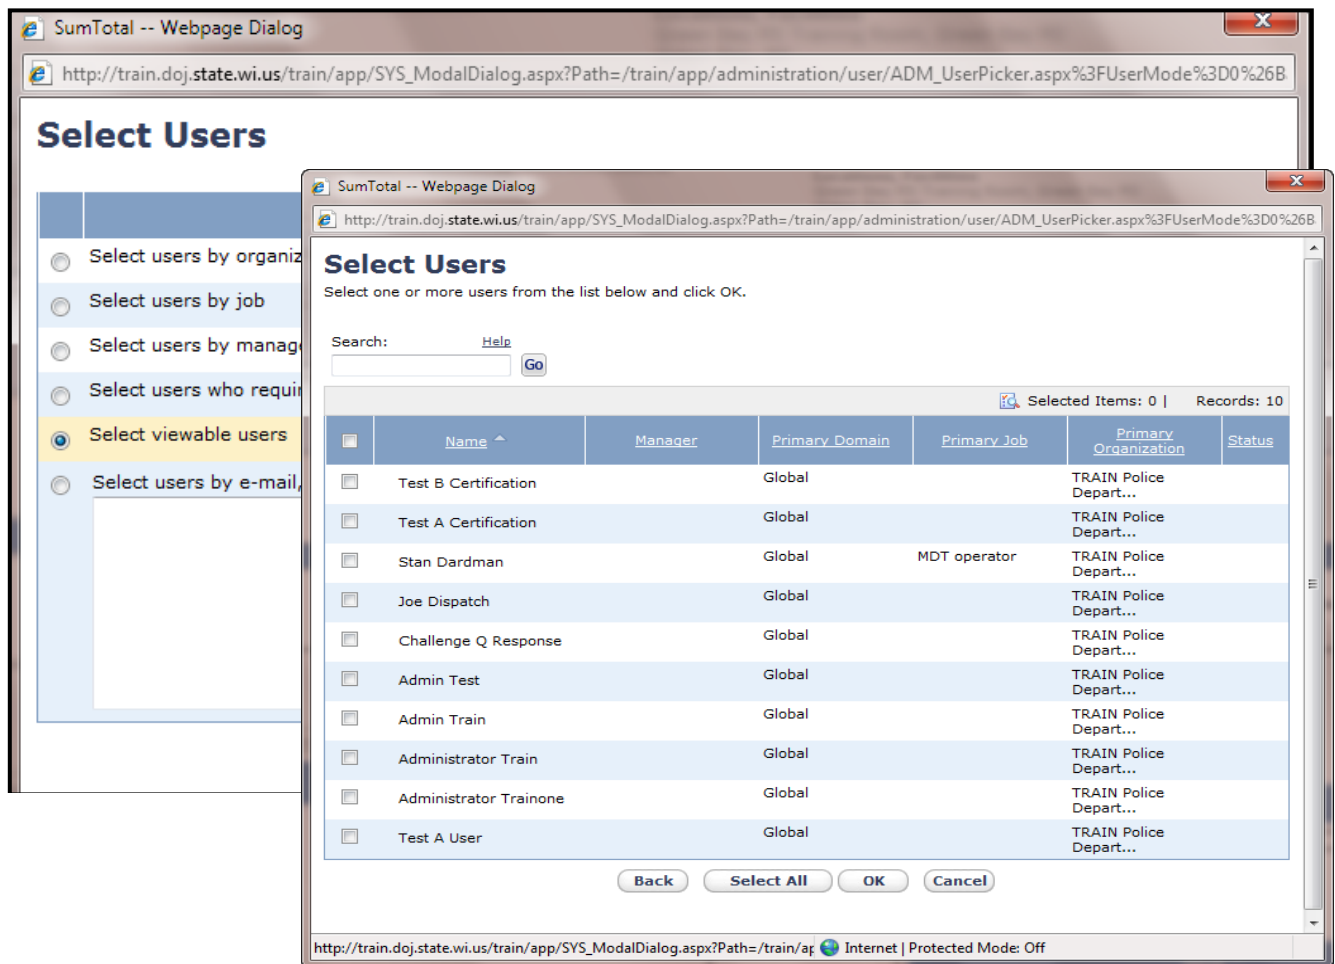 SumTotal -- Webpage Dialog
X
http://train.doj.state.wi.us/train/app/SYS_ModalDialog.aspx?Path=/train/app/administration/user/ADM_UserPicker.aspx%3FUserMode%3D0%26B
Select Users
Select users by organiz
Select users by job
Select users by manag
Select users who requir
Select viewable users
Select users by e-mail,
SumTotal -- Webpage Dialog
X
http://train.doj.state.wi.us/train/app/SYS_ModalDialog.aspx?Path=/train/app/administration/user/ADM_UserPicker.aspx%3FUserMode%3D0%26B
Select Users
Select one or more users from the list below and click OK.
Search: Help
Go
Selected Items: 0 | Records: 10
Name Manager Primary Domain Primary Job Primary Organization Status
Test B Certification Global TRAIN Police
Depart...
Test A Certification Global TRAIN Police
Depart...
Stan Dardman Global MDT operator TRAIN Police
Depart...
Joe Dispatch Global TRAIN Police
Depart...
Challenge Q Response Global TRAIN Police
Depart...
Admin Test Global TRAIN Police
Depart...
Admin Train Global TRAIN Police
Depart...
Administrator Train Global TRAIN Police
Depart...
Administrator Trainone Global TRAIN Police
Depart...
Test A User Global TRAIN Police
Depart...
Back Select All OK Cancel
http://train.doj.state.wi.us/train/app/SYS_ModalDialog.aspx?Path=/train/ap Internet | Protected Mode: Off